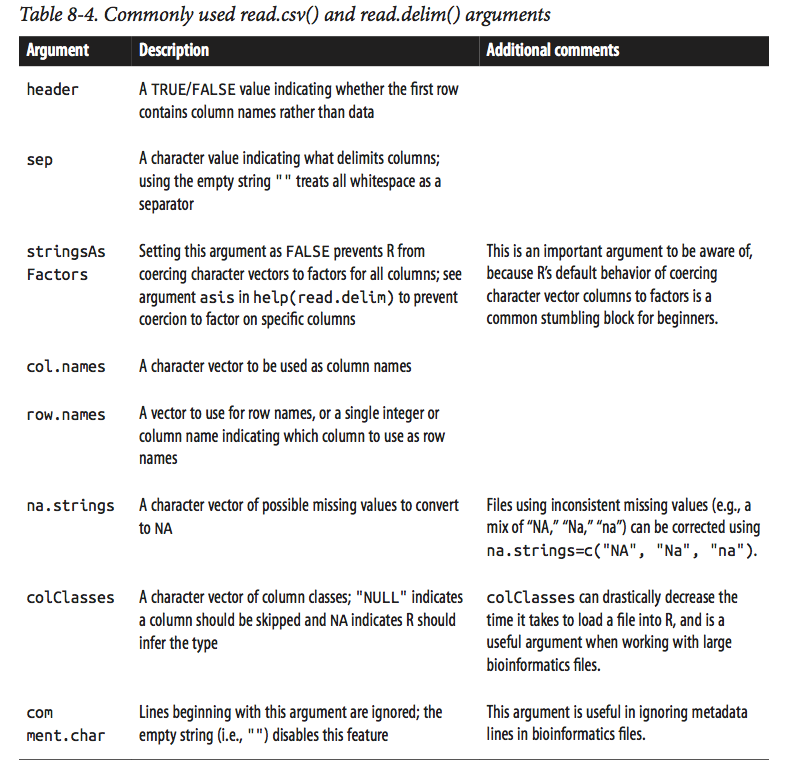 Table 8-4. Commonly used read.csv() and read.delim() arguments
Argument Description Additional comments
header A TRUE/FALSE value indicating whether the first row
contains column names rather than data
sep A character value indicating what delimits columns;
using the empty string "" treats all whitespace as a
separator
stringsAs Setting this argument as FALSE prevents R from This is an important argument to be aware of,
Factors coercing character vectors to factors for all columns; see because R’s default behavior of coercing
argument asis in help(read.delim) to prevent character vector columns to factors is a
coercion to factor on specific columns common stumbling block for beginners.
col.names A character vector to be used as column names
row.names A vector to use for row names, or a single integer or
column name indicating which column to use as row
names
na.strings A character vector of possible missing values to convert Files using inconsistent missing values (e.g., a
to NA mix of “NA,” “Na,” “na”) can be corrected using
na.strings=c("NA", "Na", "na").
colClasses A character vector of column classes; "NULL" indicates colClasses can drastically decrease the
a column should be skipped and NA indicates R should time it takes to load a file into R, and is a
infer the type useful argument when working with large
bioinformatics files.
com Lines beginning with this argument are ignored; the This argument is useful in ignoring metadata
ment.char empty string (i.e., "") disables this feature lines in bioinformatics files.